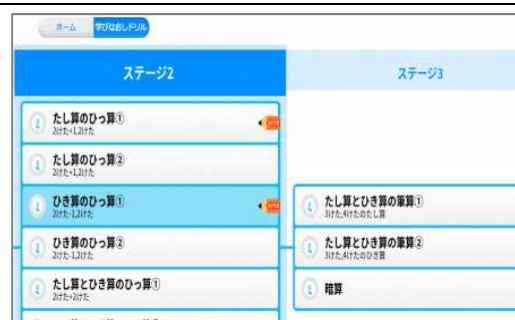 ホーム 学びなおしドリル
ステージ2
たし算のひっ算①
2けた+1,2けた
たし算のひっ算②
2けた+1,2けた
ひき算のひっ算①
2けた-1,2けた
ひき算のひっ算②
2けた-1,2けた
たし算とひき算のひっ算①
2けた+2けた
ステージ3
たし算とひき算の筆算①
3けた,4けたのたし算
たし算とひき算の筆算②
3けた,4けたのひき算
暗算